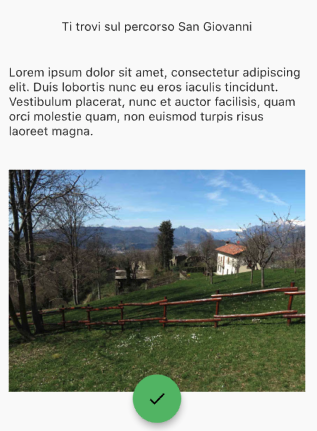 Ti trovi sul percorso San Giovanni
Lorem ipsum dolor sit amet, consectetur adipiscing
elit. Duis lobortis nunc eu eros iaculis tincidunt.
Vestibulum placerat, nunc et auctor facilisis, quam
orci molestie quam, non euismod turpis risus
laoreet magna.